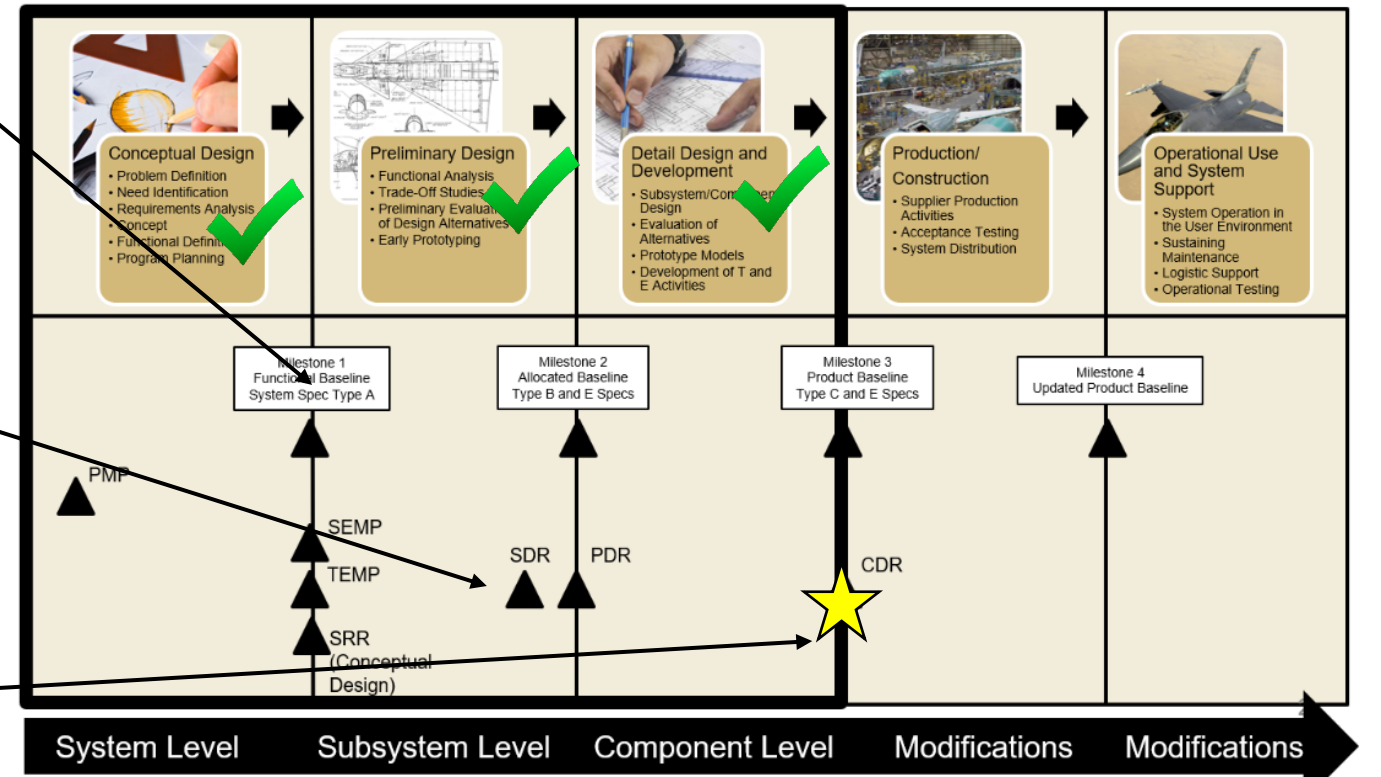 Conceptual Design
• Problem Definition
• Need Identification
• Requirements Analysis
• Concept
• Functional
• Program Planning
Preliminary Design
• Functional Analysis
• Trade-Off Studies
• Preliminary
of Design Alternatives
• Early Prototyping
Detail Design and
Development
• Subsystem/
Design
• Evaluation of
Alternatives
• Prototype Models
• Development of T and
E Activities
Production/
Construction
• Supplier Production
Activities
• Acceptance Testing
• System Distribution
Operational Use
and System
Support
• System Operation in
the User Environment
• Sustaining
Maintenance
• Logistic Support
• Operational Testing
Milestone 1
Functional Baseline
System Spec Type A
Milestone 2
Allocated Baseline
Type B and E Specs
Milestone 3
Product Baseline
Type C and E Specs
Milestone 4
Updated Product Baseline
PMP
SEMP
TEMP
SRR
(Conceptual
Design)
SDR
PDR
CDR
System Level
Subsystem Level
Component Level
Modifications
Modifications